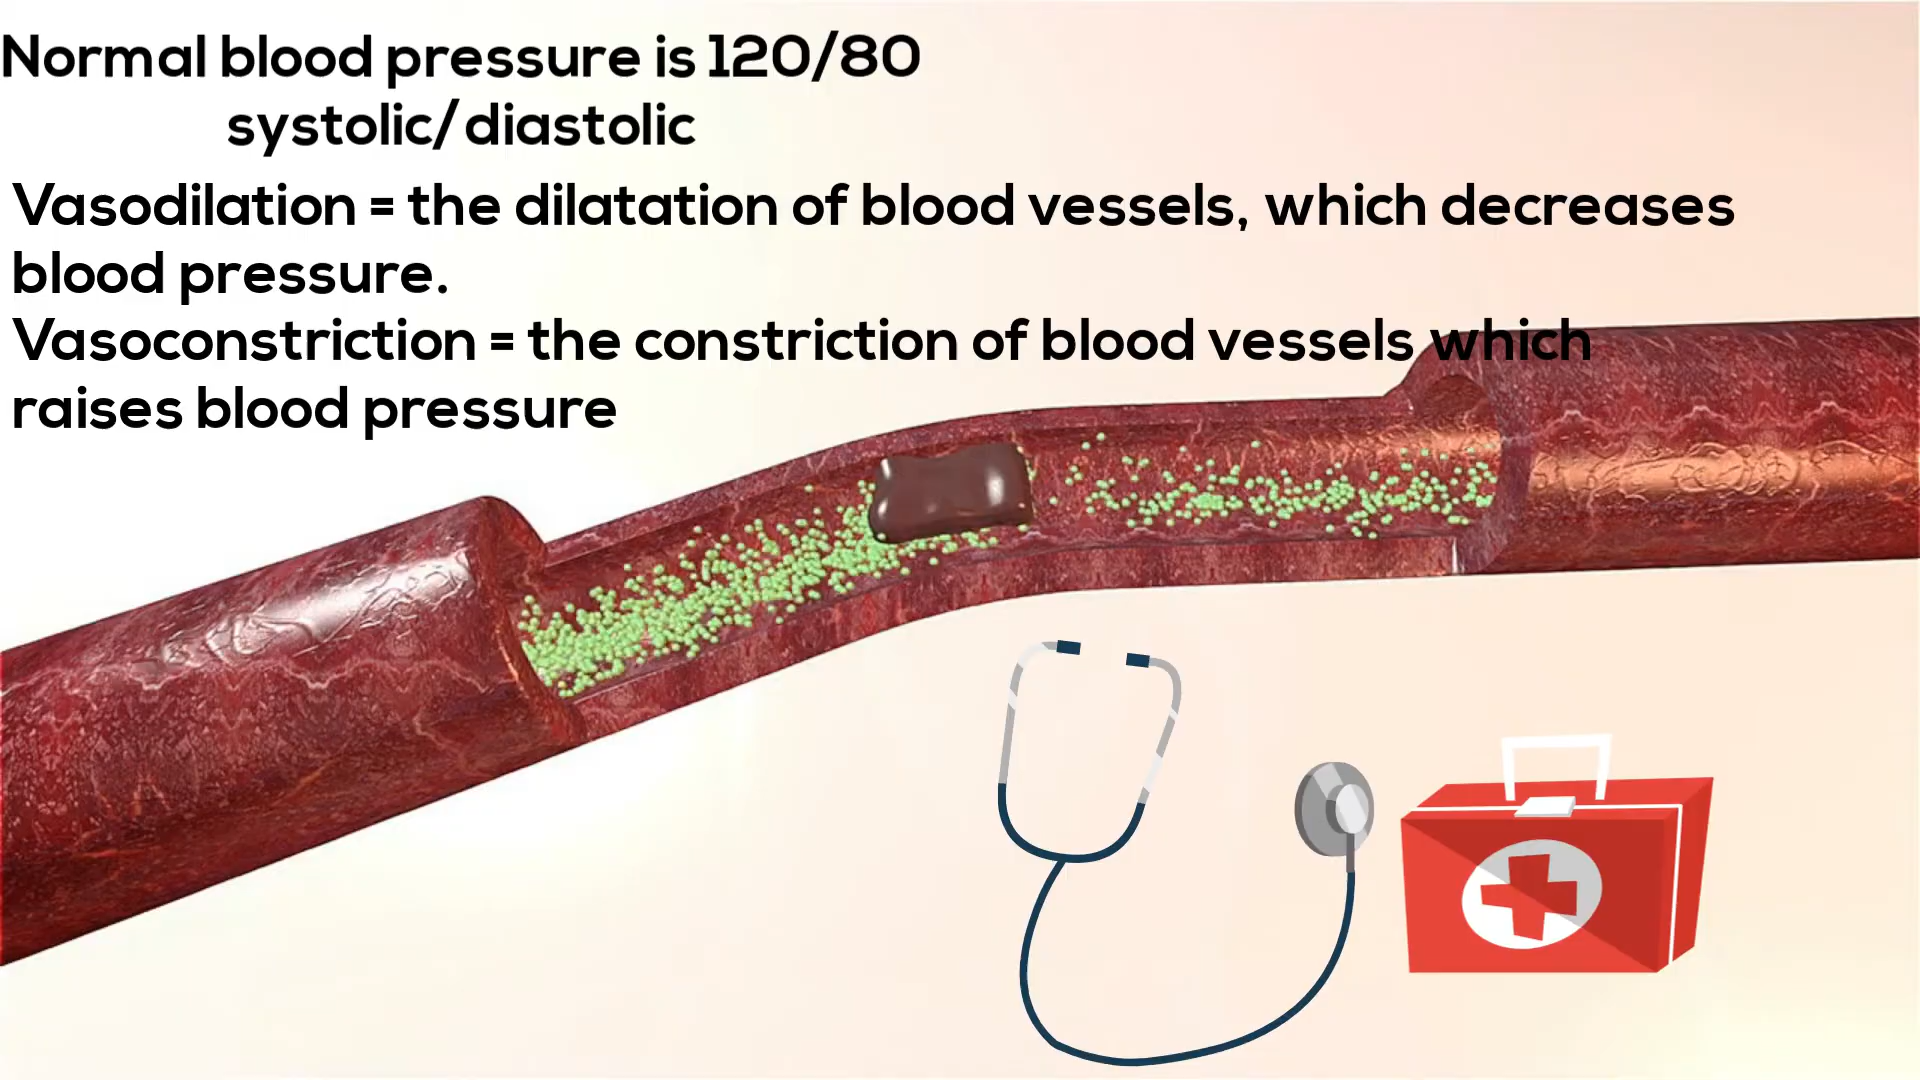 Normal blood pressure is 120/80
systolic/diastolic
Vasodilation = the dilatation of blood vessels, which decreases
blood pressure.
Vasoconstriction = the constriction of blood vessels which
raises blood pressure